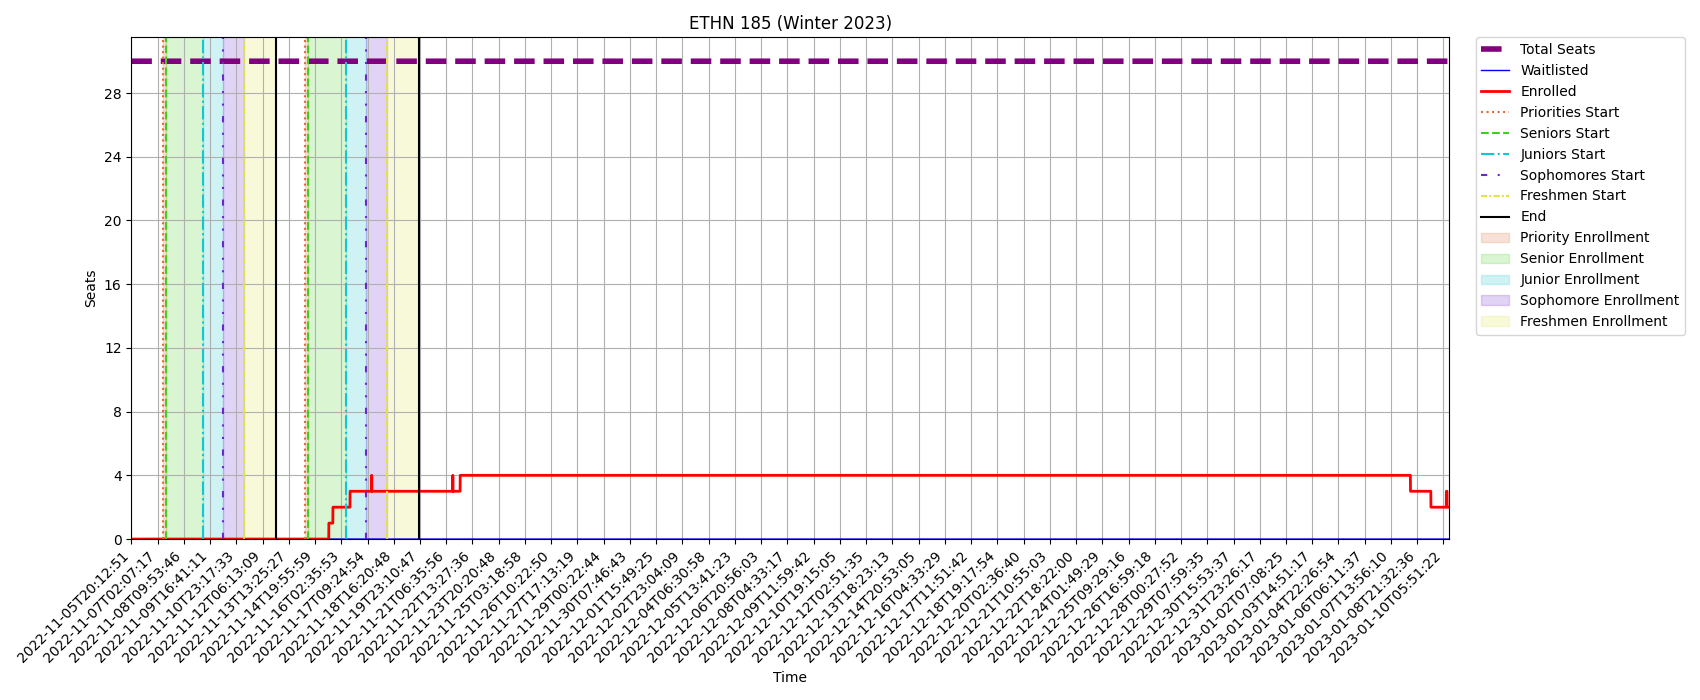 ETHN 185 (Winter 2023)
Total Seats
Waitlisted
Enrolled
Priorities Start
Seniors Start
Juniors Start
Sophomores Start
Freshmen Start
End
Priority Enrollment
Senior Enrollment
Junior Enrollment
Sophomore Enrollment
Freshmen Enrollment
Seats
28
24
20
16
12
8
4
0
2022-11-05T20:12:51
2022-11-07T02:07:17
2022-11-08T09:53:46
2022-11-09T16:41:11
2022-11-10T23:17:33
2022-11-12T06:13:09
2022-11-13T13:25:27
2022-11-14T19:55:59
2022-11-16T02:35:53
2022-11-17T09:24:54
2022-11-18T16:20:48
2022-11-19T23:10:47
2022-11-21T06:35:56
2022-11-22T13:27:36
2022-11-23T20:20:48
2022-11-25T03:18:58
2022-11-26T10:22:50
2022-11-27T17:13:19
2022-11-29T00:22:44
2022-11-30T07:46:43
2022-12-01T15:49:25
2022-12-02T23:04:09
2022-12-04T06:30:58
2022-12-05T13:41:23
2022-12-06T20:56:03
2022-12-08T04:33:17
2022-12-09T11:59:42
2022-12-10T19:15:05
2022-12-12T02:51:35
2022-12-13T18:23:13
2022-12-14T20:53:05
2022-12-16T04:33:29
2022-12-17T11:51:42
2022-12-18T19:17:54
2022-12-20T02:36:40
2022-12-21T10:55:03
2022-12-22T18:22:00
2022-12-24T01:49:29
2022-12-25T09:29:16
2022-12-26T16:59:18
2022-12-28T00:27:52
2022-12-29T07:59:35
2022-12-30T15:53:37
2022-12-31T23:26:17
2023-01-02T07:08:25
2023-01-03T14:51:17
2023-01-04T22:26:54
2023-01-06T06:11:37
2023-01-07T13:56:10
2023-01-08T21:32:36
2023-01-10T05:51:22
Time